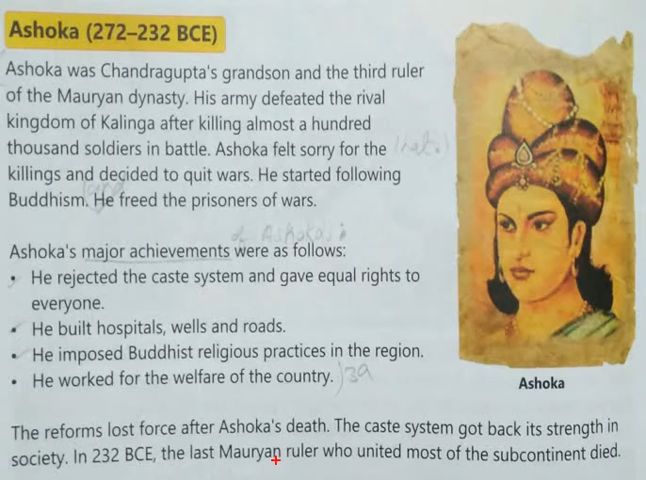 Ashoka (272–232 BCE)
Ashoka was Chandragupta's grandson and the third ruler
of the Mauryan dynasty. His army defeated the rival
kingdom of Kalinga after killing almost a hundred
thousand soldiers in battle. Ashoka felt sorry for the
killings and decided to quit wars. He started following
Buddhism. He freed the prisoners of wars.
Ashoka's major achievements were as follows:
• He rejected the caste system and gave equal rights to
everyone.
• He built hospitals, wells and roads.
• He imposed Buddhist religious practices in the region.
• He worked for the welfare of the country.
Ashoka
The reforms lost force after Ashoka's death. The caste system got back its strength in
society. In 232 BCE, the last Mauryan ruler who united most of the subcontinent died.